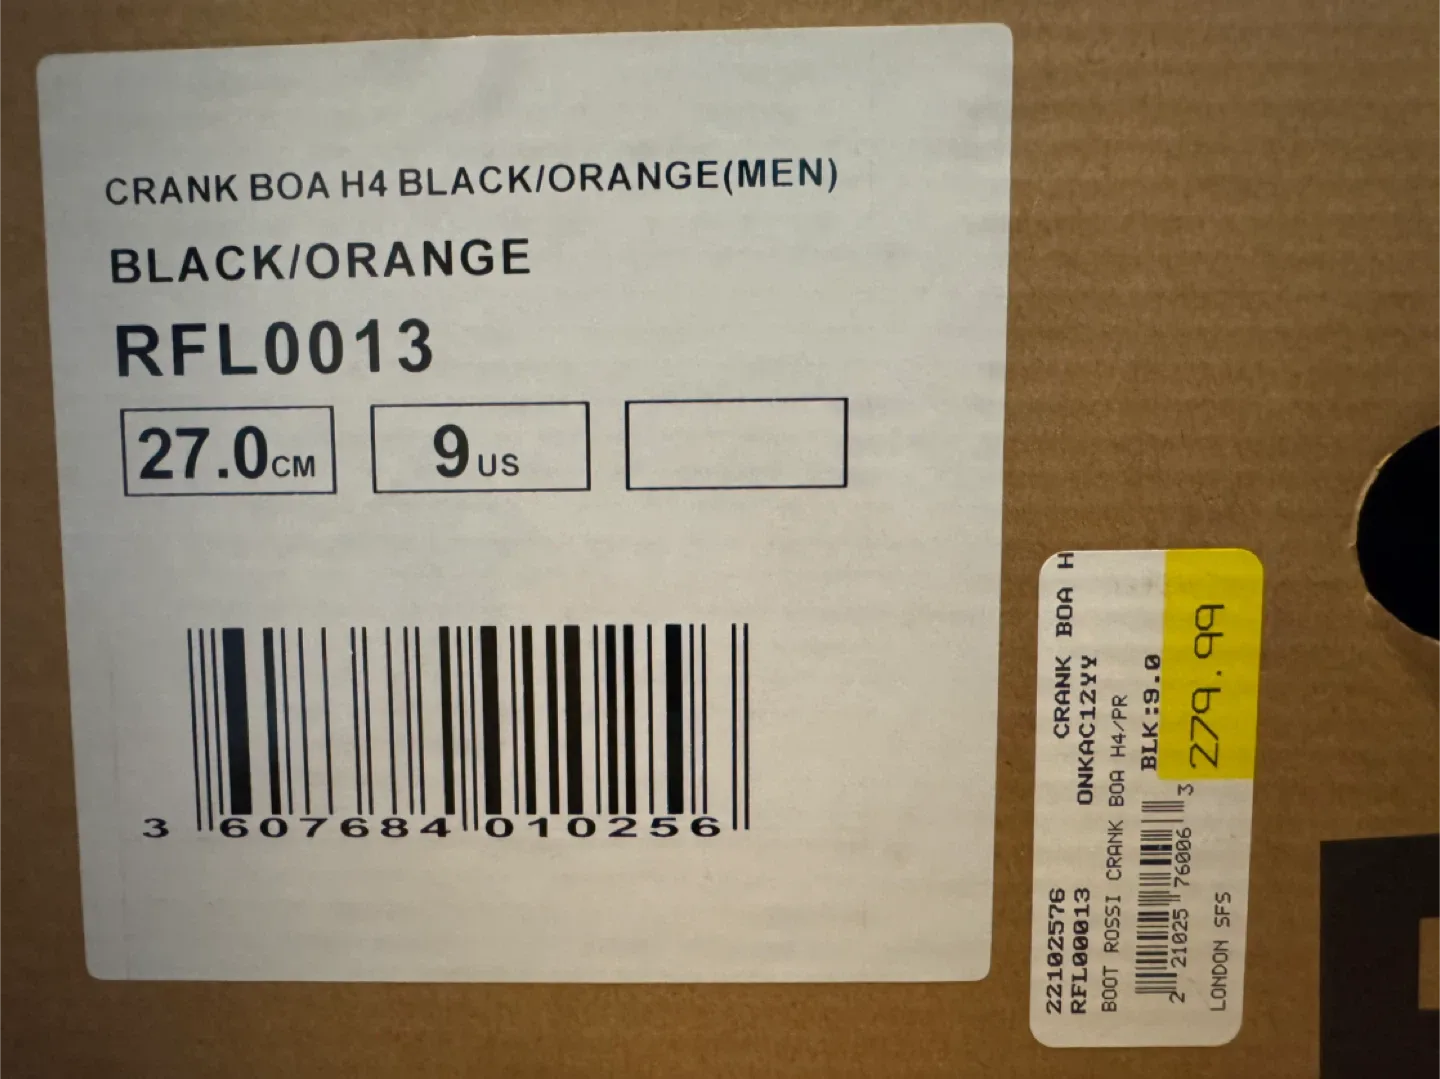 CRANK BOA H4 BLACK/ORANGE(MEN)
BLACK/ORANGE
RFL0013
27.0CM
9US
3 607684 010256
CRANK BOA H
22102576 ONKAC12YY
RFL00013
BOOT ROSSI CRANK BOA H4/PR
BLK:9.0
2 21025 76006 3
279.99
LONDON SFS